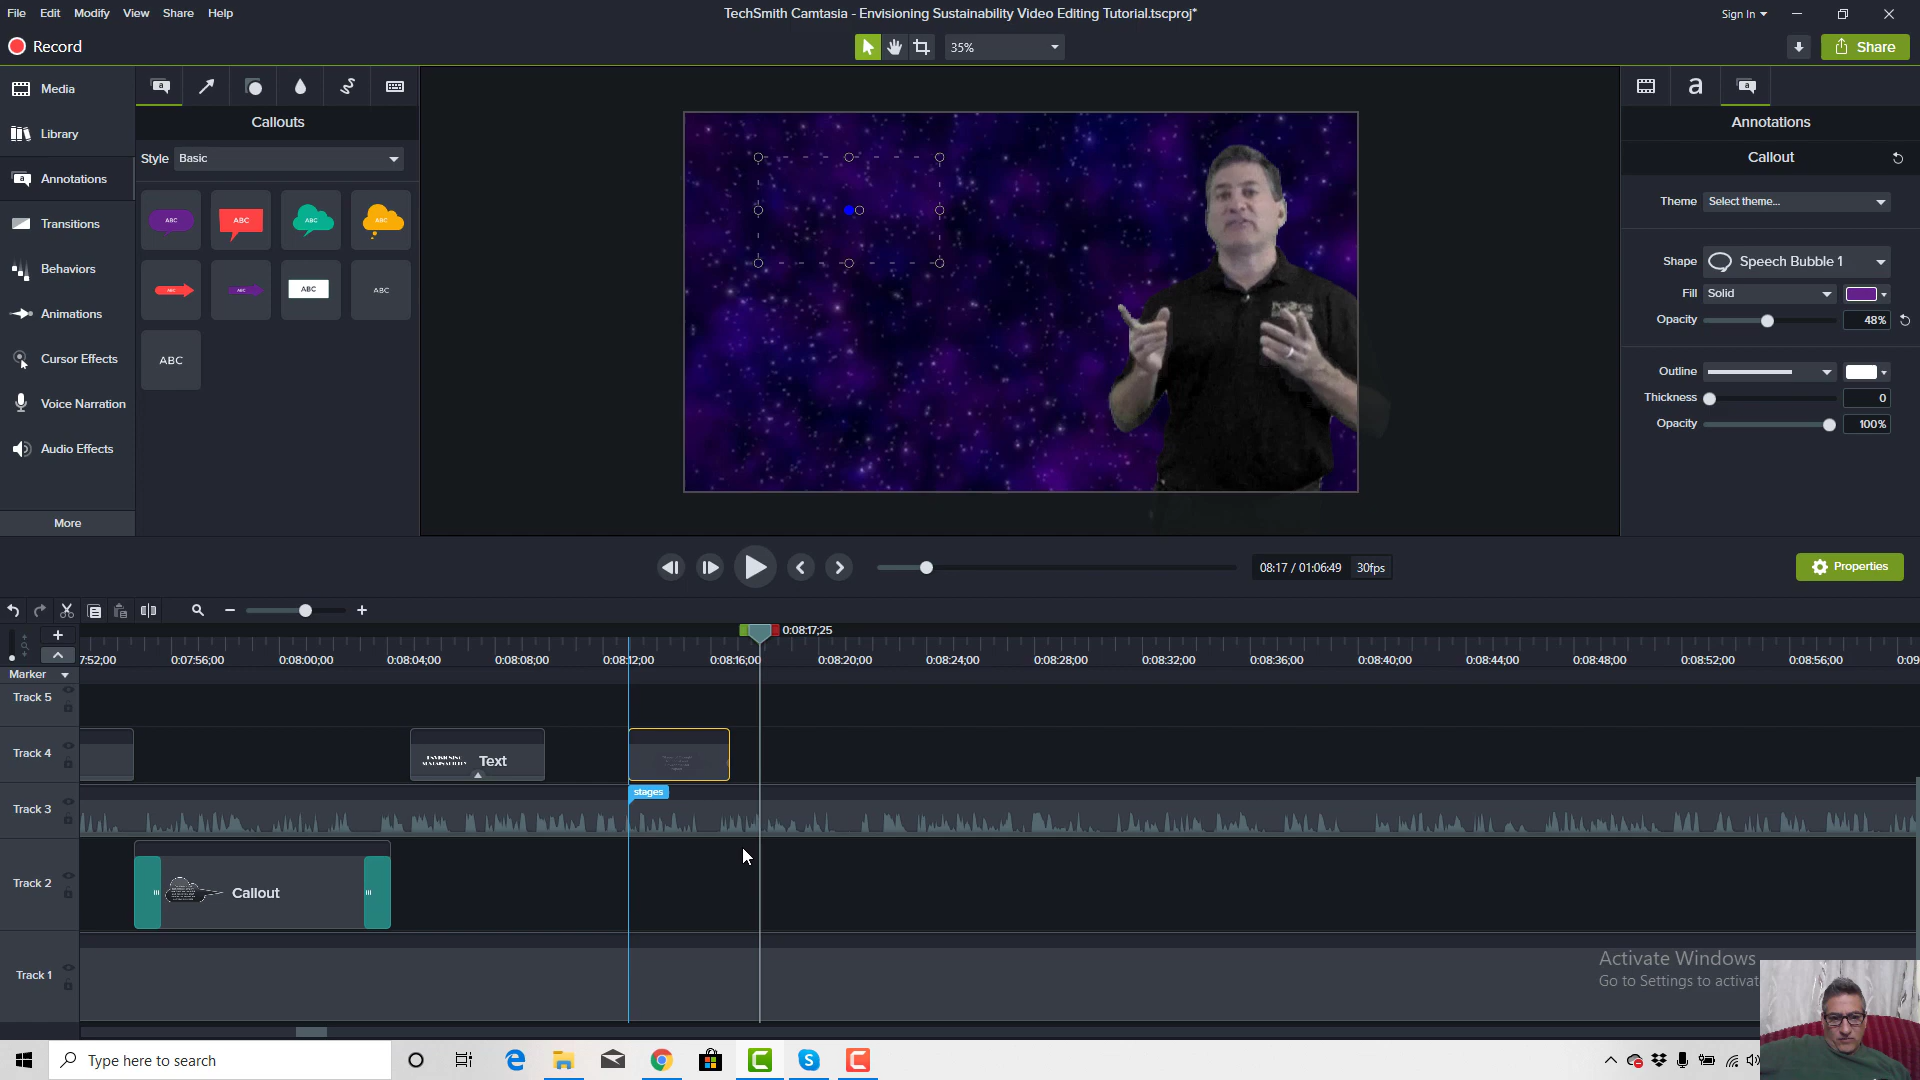 File Edit Modify View Share Help
TechSmith Camtasia - Envisioning Sustainability Video Editing Tutorial.tscproj*
Sign In
Record
35%
Share
Media
Library
Annotations
Transitions
Behaviors
Animations
Cursor Effects
Voice Narration
Audio Effects
More
Callouts
Style Basic
ABC ABC ABC ABC
ABC ABC ABC ABC
ABC
Annotations
Callout
Theme Select theme...
Shape Speech Bubble 1
Fill Solid
Opacity 48%
Outline
Thickness 0
Opacity 100%
08:17 / 01:06:49 30fps
Properties
0:08:17;25
7:52;00 0:07:56;00 0:08:00;00 0:08:04;00 0:08:08;00 0:08:12;00 0:08:16;00 0:08:20;00 0:08:24;00 0:08:28;00 0:08:32;00 0:08:36;00 0:08:40;00 0:08:44;00 0:08:48;00 0:08:52;00 0:08:56;00 0:09
Marker
Track 5
Track 4
Text
stages
Track 3
Track 2
Callout
Track 1
Activate Windows
Go to Settings to activat
Type here to search